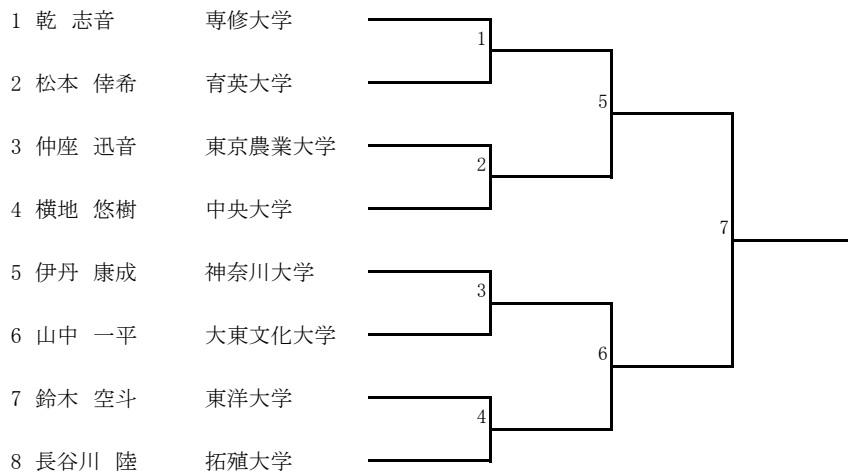 1 乾 志音 専修大学
2 松本 倖希 育英大学
3 仲座 迅音 東京農業大学
4 横地 悠樹 中央大学
5 伊丹 康成 神奈川大学
6 山中 一平 大東文化大学
7 鈴木 空斗 東洋大学
8 長谷川 陸 拓殖大学
1
5
2
7
3
6
4